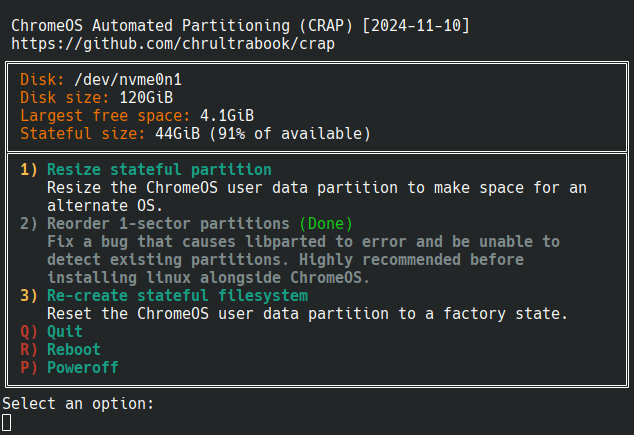 ChromeOS Automated Partitioning (CRAP) [2024-11-10]
https://github.com/chrultrabook/crap
Disk: /dev/nvme0n1
Disk size: 120GiB
Largest free space: 4.1GiB
Stateful size: 44GiB (91% of available)
1) Resize stateful partition
Resize the ChromeOS user data partition to make space for an
alternate OS.
2) Reorder 1-sector partitions (Done)
Fix a bug that causes libparted to error and be unable to
detect existing partitions. Highly recommended before
installing linux alongside ChromeOS.
3) Re-create stateful filesystem
Reset the ChromeOS user data partition to a factory state.
Q) Quit
R) Reboot
P) Poweroff
Select an option: